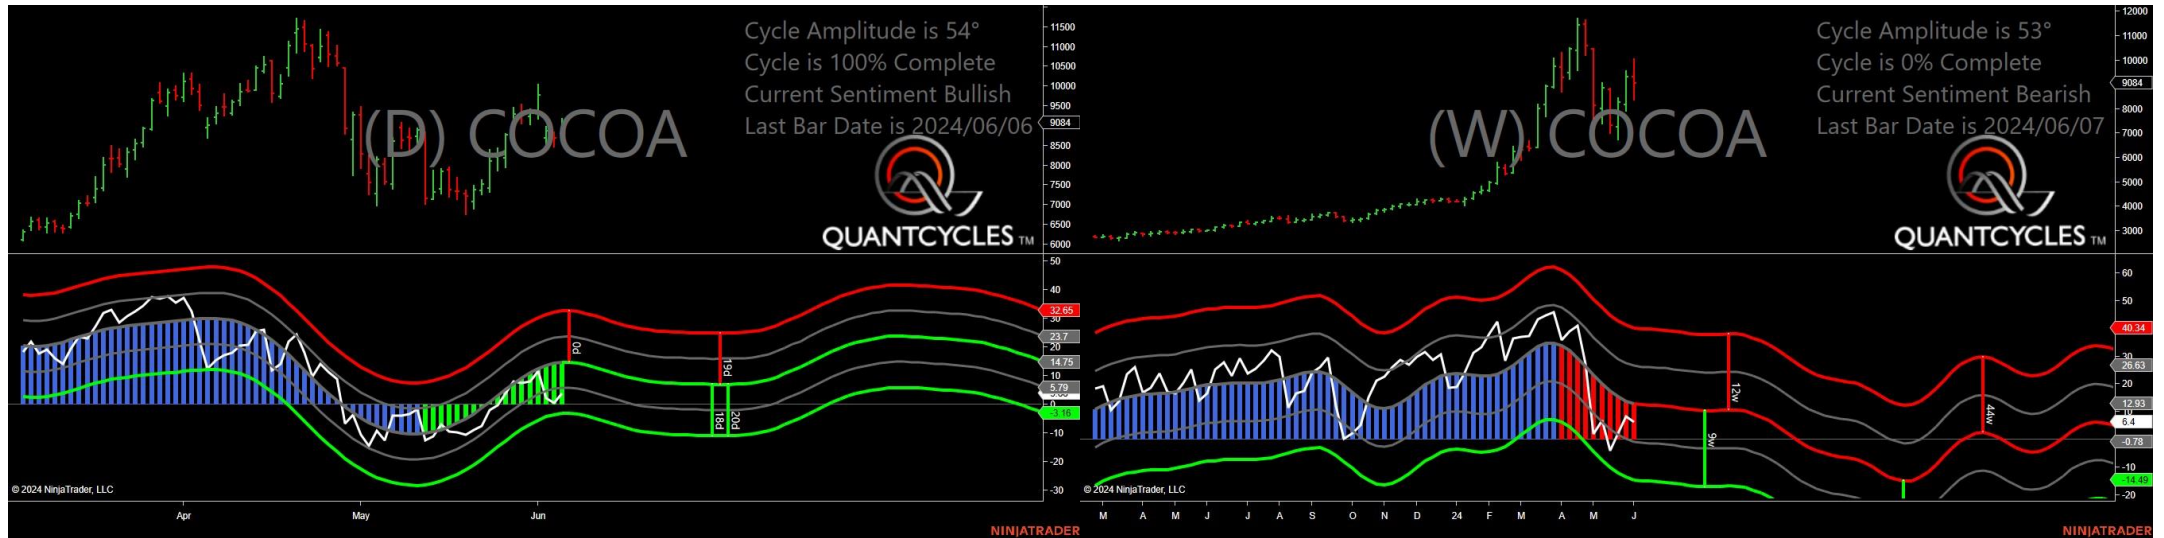 Cycle Amplitude is 54°
Cycle is 100% Complete
Current Sentiment Bullish
Last Bar Date is 2024/06/06
(D) COCOA
QUANTCYCLES TM
11500
11000
10500
10000
9500
9084
8500
8000
7500
7000
6500
6000
50
40
32.65
30
23.7
20
14.75
10
5.79
0
-3.16
-10
-20
-30
0d
19d
18d
20d
© 2024 NinjaTrader, LLC
Apr
May
Jun
NINJATRADER
Cycle Amplitude is 53°
Cycle is 0% Complete
Current Sentiment Bearish
Last Bar Date is 2024/06/07
(W) COCOA
QUANTCYCLES TM
12000
11000
10000
9084
8000
7000
6000
5000
4000
3000
60
50
40.34
30
26.63
20
12.93
10
6.4
-0.78
-10
-14.49
-20
12w
9w
44w
© 2024 NinjaTrader, LLC
M A M J J A S O N D 24 F M A M J
NINJATRADER